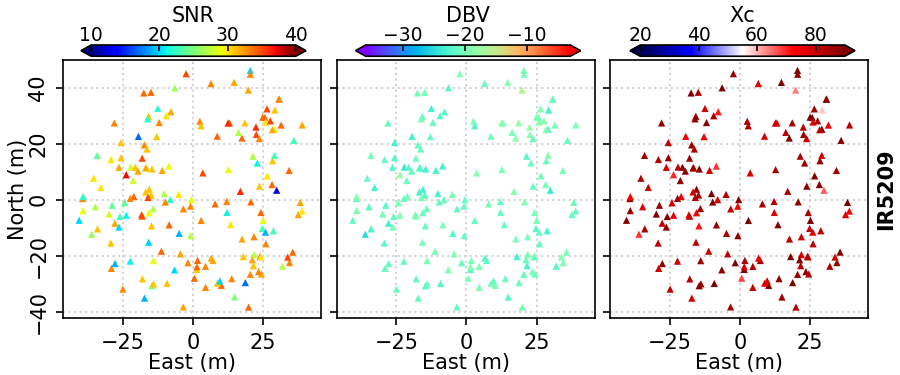 SNR DBV Xc
10 20 30 40 −30 −20 −10 20 40 60 80
North (m)
40
20
0
−20
−40
−25 0 25 −25 0 25 −25 0 25
East (m) East (m) East (m)
IR5209